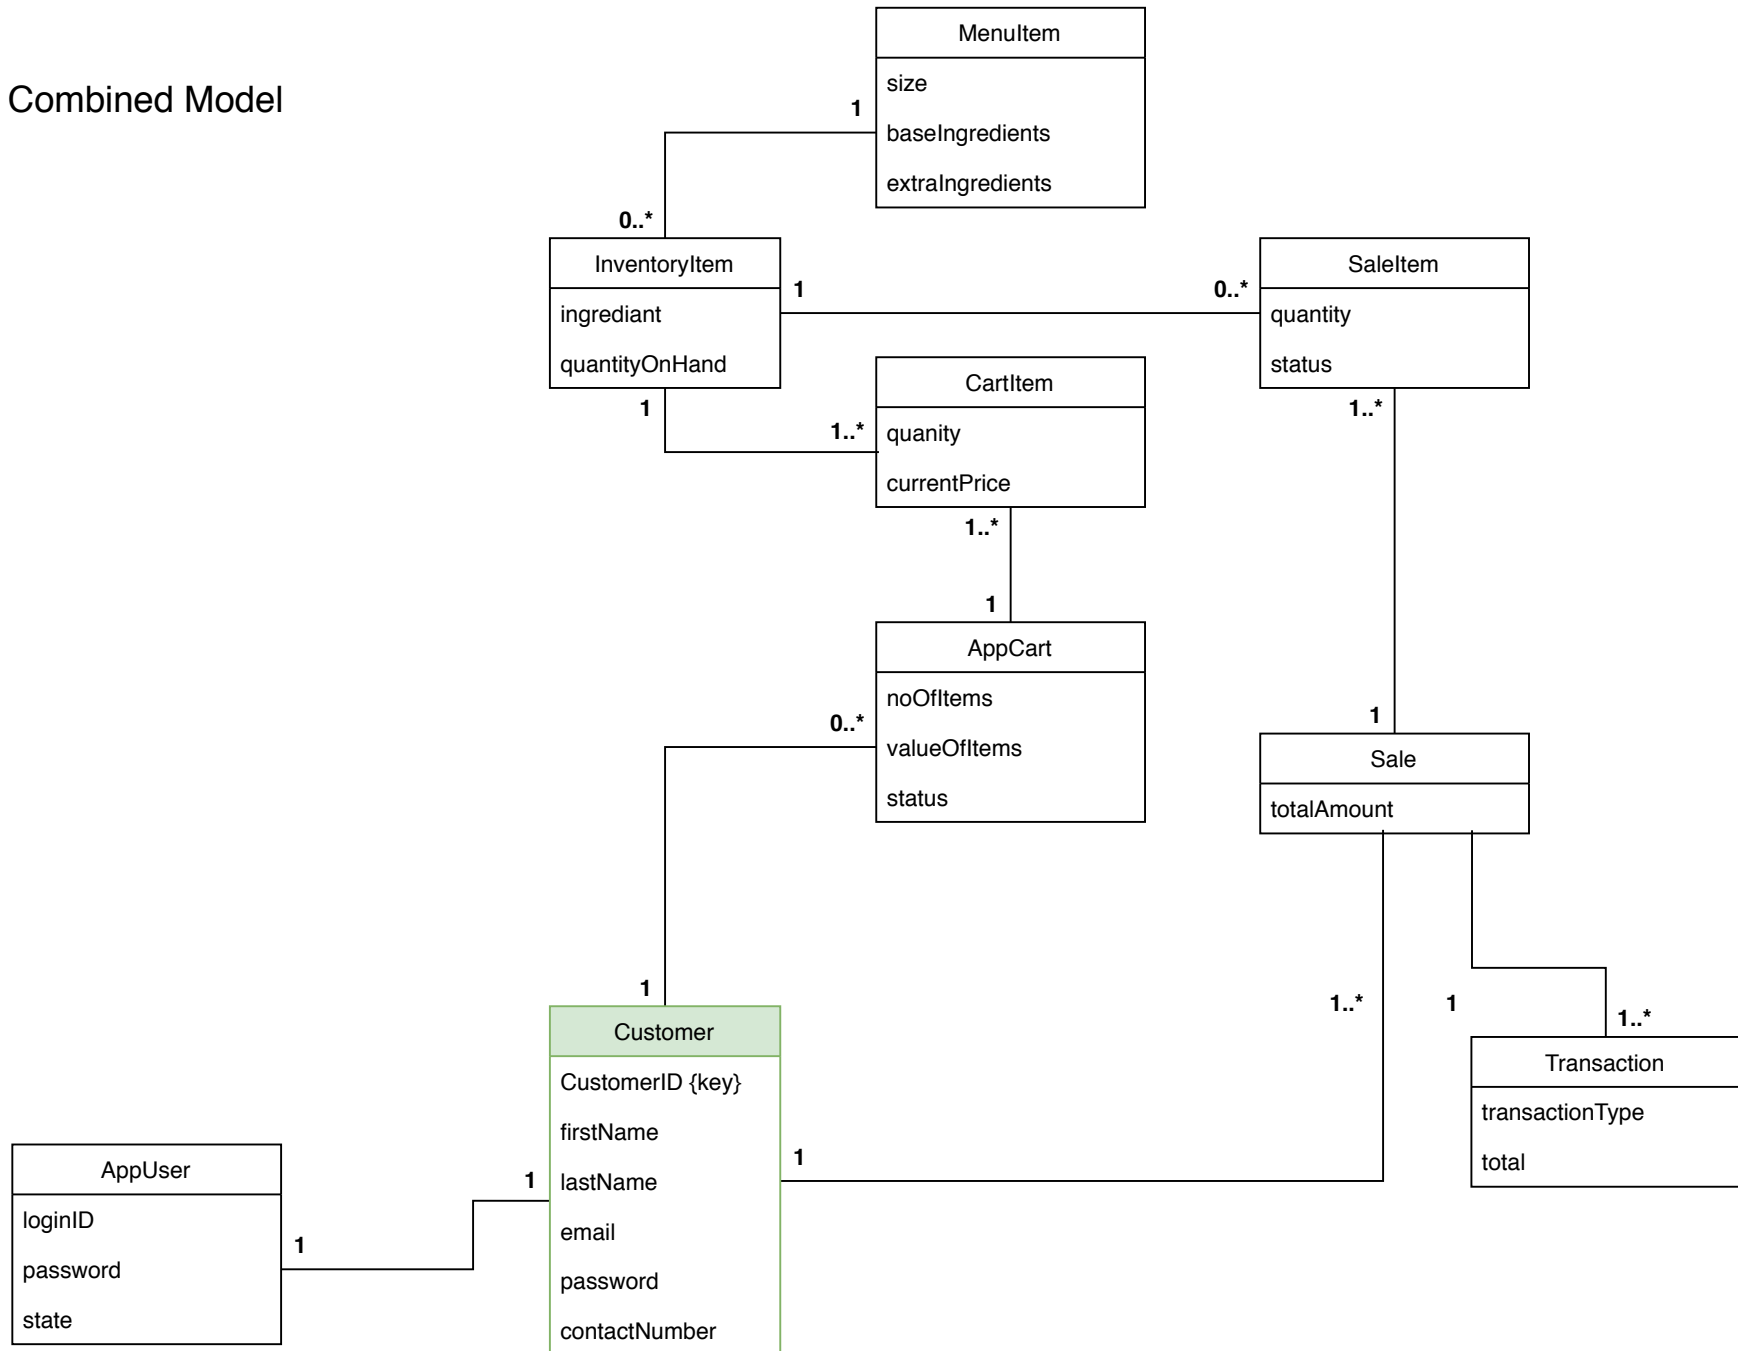 Combined Model
MenuItem
size
baseIngredients
extraIngredients
1
0..*
InventoryItem
ingrediant
quantityOnHand
1
0..*
SaleItem
quantity
status
1
1..*
CartItem
quanity
currentPrice
1..*
1..*
1
AppCart
noOfItems
valueOfItems
status
0..*
1
Sale
totalAmount
1
Customer
CustomerID {key}
firstName
lastName
email
password
contactNumber
1..*
1
1..*
Transaction
transactionType
total
1
AppUser
loginID
password
state
1
1